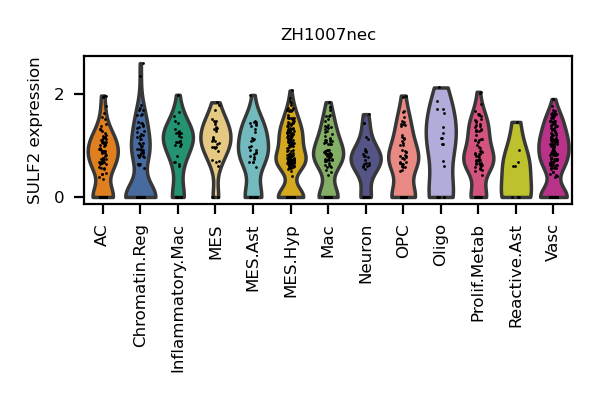 ZH1007nec
SULF2 expression
2
0
AC
Chromatin.Reg
Inflammatory.Mac
MES
MES.Ast
MES.Hyp
Mac
Neuron
OPC
Oligo
Prolif.Metab
Reactive.Ast
Vasc